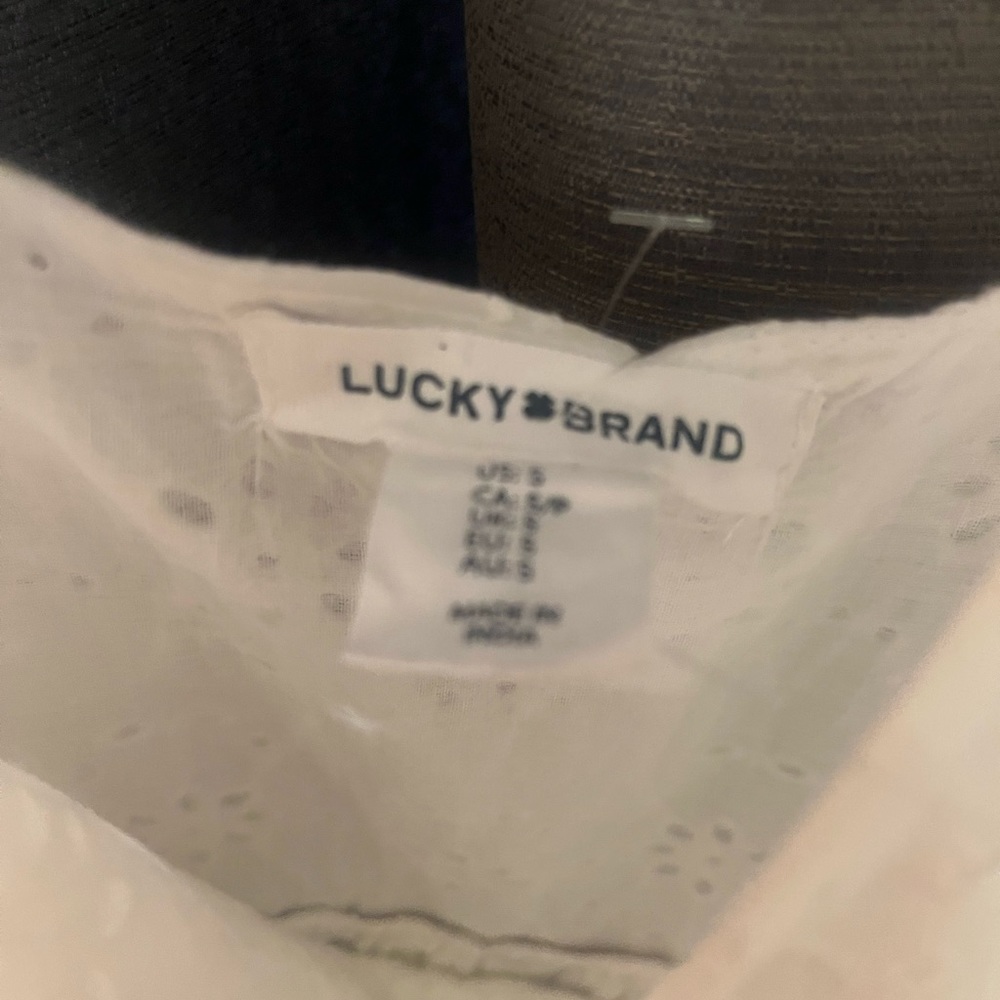 LUCKY BRAND
US: S
CA: S/P
UK: S
EU: S
AU: S
MADE IN
INDIA